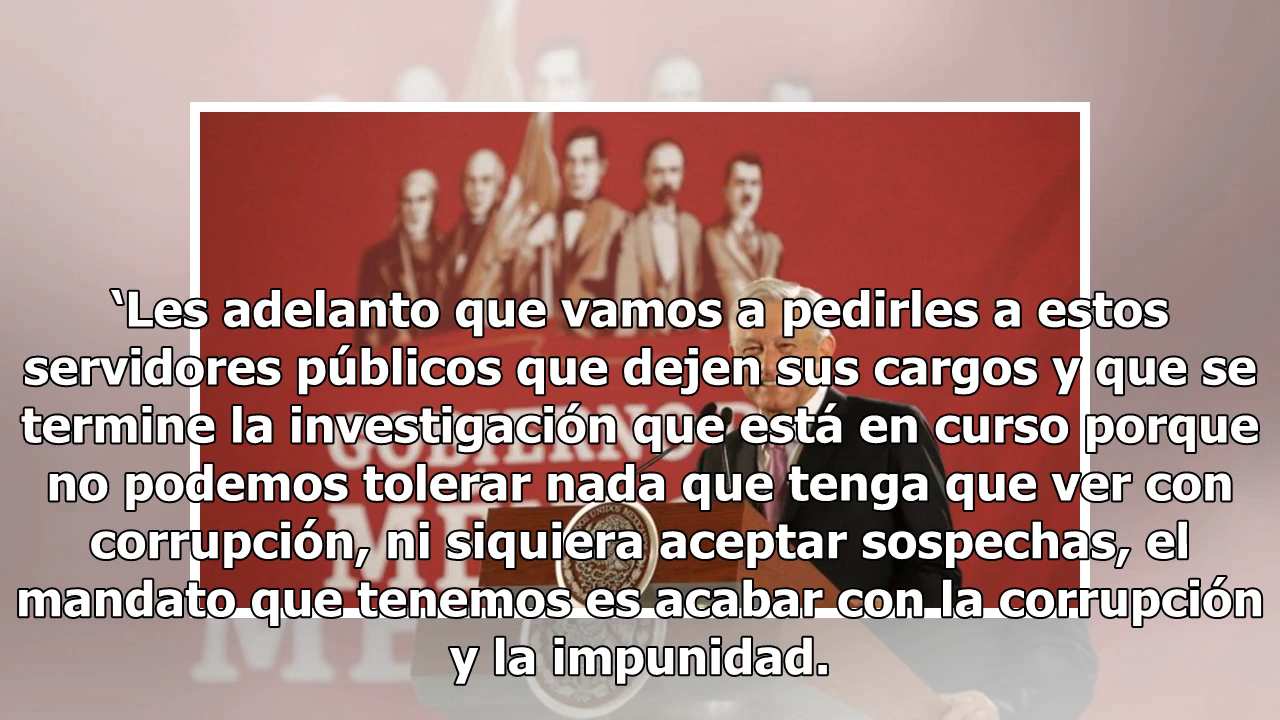 ‘Les adelanto que vamos a pedirles a estos
servidores públicos que dejen sus cargos y que se
termine la investigación que está en curso porque
no podemos tolerar nada que tenga que ver con
corrupción, ni siquiera aceptar sospechas, el
mandato que tenemos es acabar con la corrupción
y la impunidad.
GOBIERNO